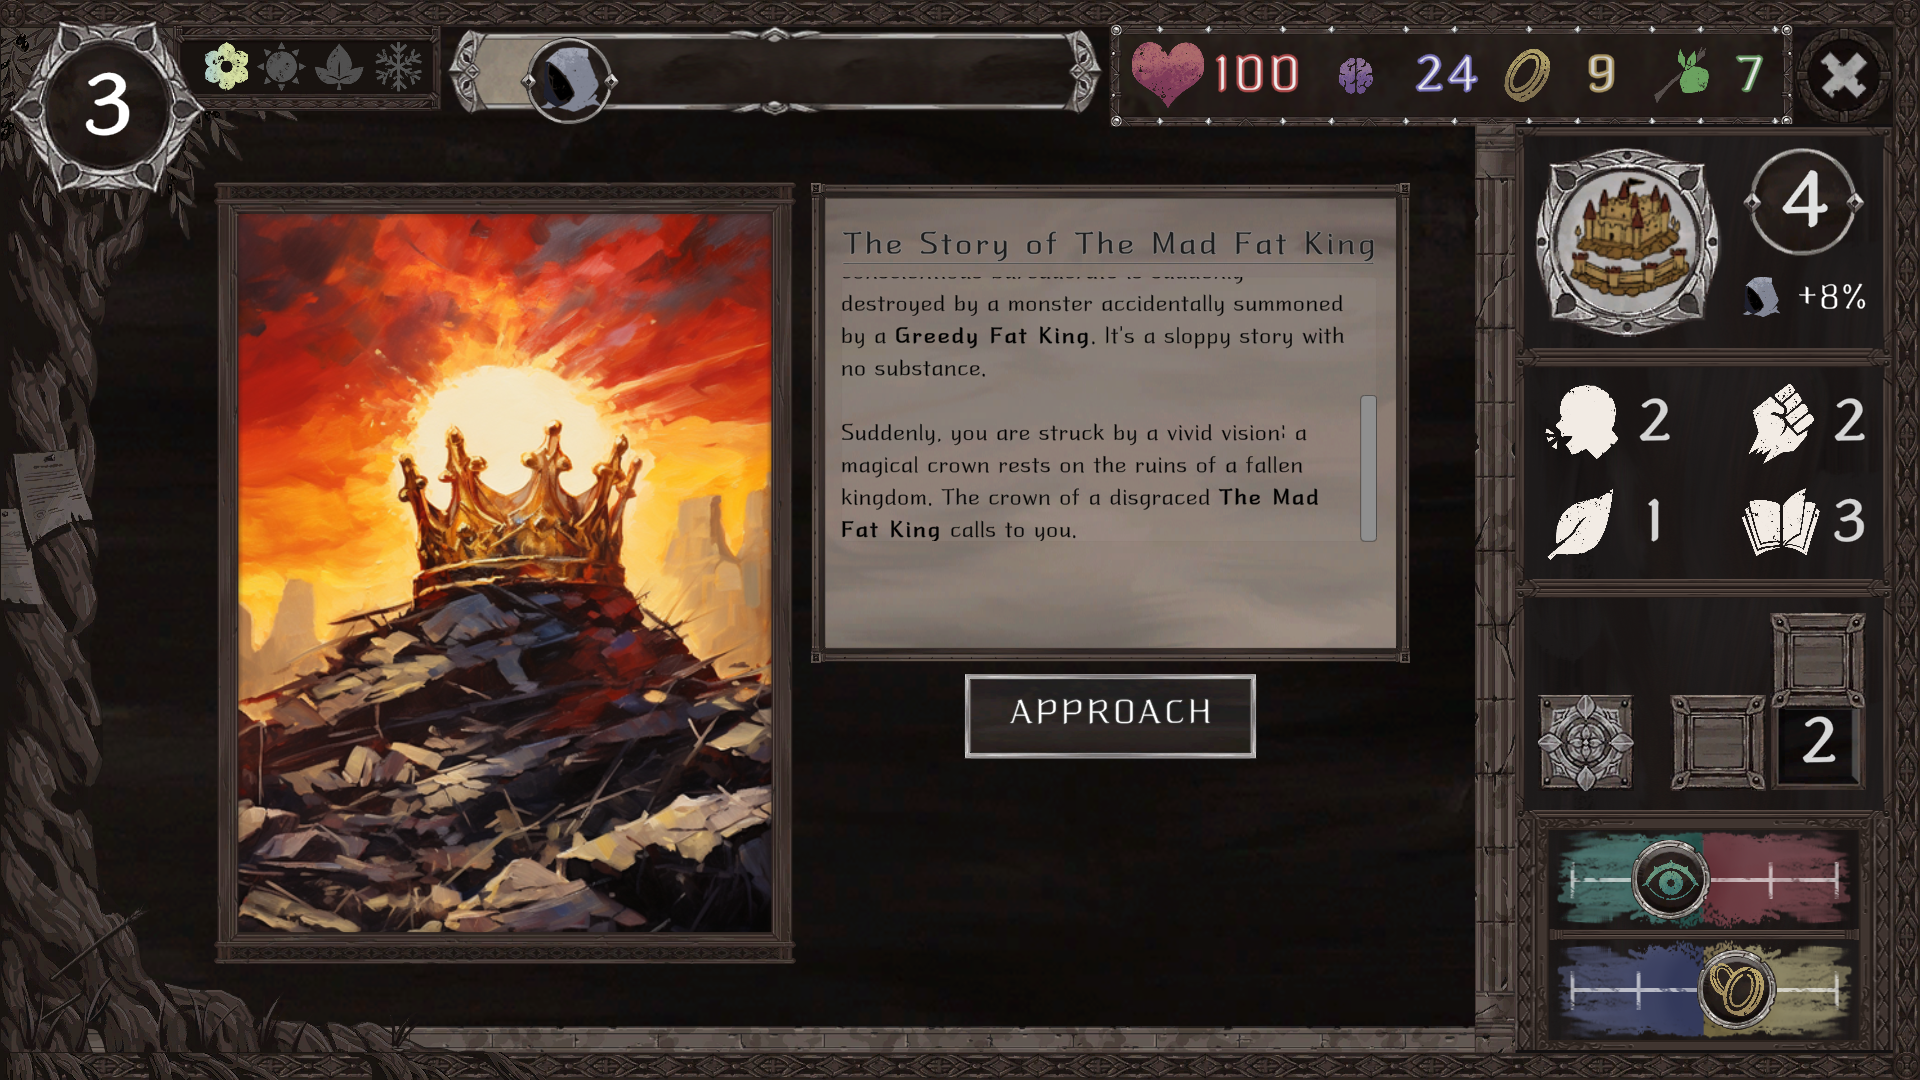 3
100
24
9
7
4
+8%
The Story of The Mad Fat King
destroyed by a monster accidentally summoned
by a Greedy Fat King. It's a sloppy story with
no substance.
Suddenly, you are struck by a vivid vision: a
magical crown rests on the ruins of a fallen
kingdom. The crown of a disgraced The Mad
Fat King calls to you.
APPROACH
2
2
1
3
2